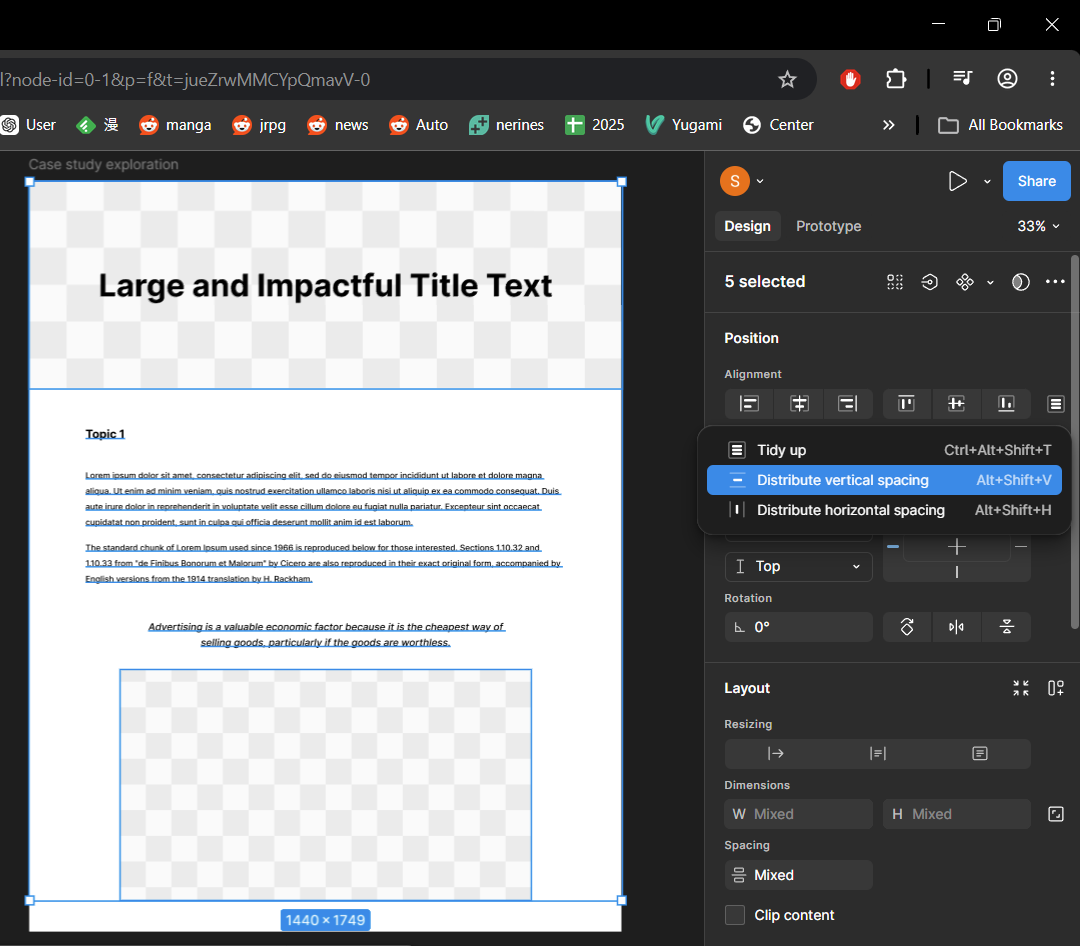 l?node-id=0-1&p=f&t=jueZrwMMCYpQmavV-0
User
漫
manga
jrpg
news
Auto
nerines
2025
Yugami
Center
»
All Bookmarks
Case study exploration
S
Share
Design
Prototype
33%
5 selected
Position
Alignment
Tidy up
Ctrl+Alt+Shift+T
Distribute vertical spacing
Alt+Shift+V
Distribute horizontal spacing
Alt+Shift+H
Top
Rotation
0°
Layout
Resizing
Dimensions
W Mixed
H Mixed
Spacing
Mixed
Clip content
Large and Impactful Title Text
Topic 1
Lorem ipsum dolor sit amet, consectetur adipiscing elit, sed do eiusmod tempor incididunt ut labore et dolore magna
aliqua. Ut enim ad minim veniam, quis nostrud exercitation ullamco laboris nisi ut aliquip ex ea commodo consequat. Duis
aute irure dolor in reprehenderit in voluptate velit esse cillum dolore eu fugiat nulla pariatur. Excepteur sint occaecat
cupidatat non proident, sunt in culpa qui officia deserunt mollit anim id est laborum.
The standard chunk of Lorem Ipsum used since 1966 is reproduced below for those interested. Sections 1.10.32 and
1.10.33 from "de Finibus Bonorum et Malorum" by Cicero are also reproduced in their exact original form, accompanied by
English versions from the 1914 translation by H. Rackham.
Advertising is a valuable economic factor because it is the cheapest way of
selling goods, particularly if the goods are worthless.
1440 × 1749